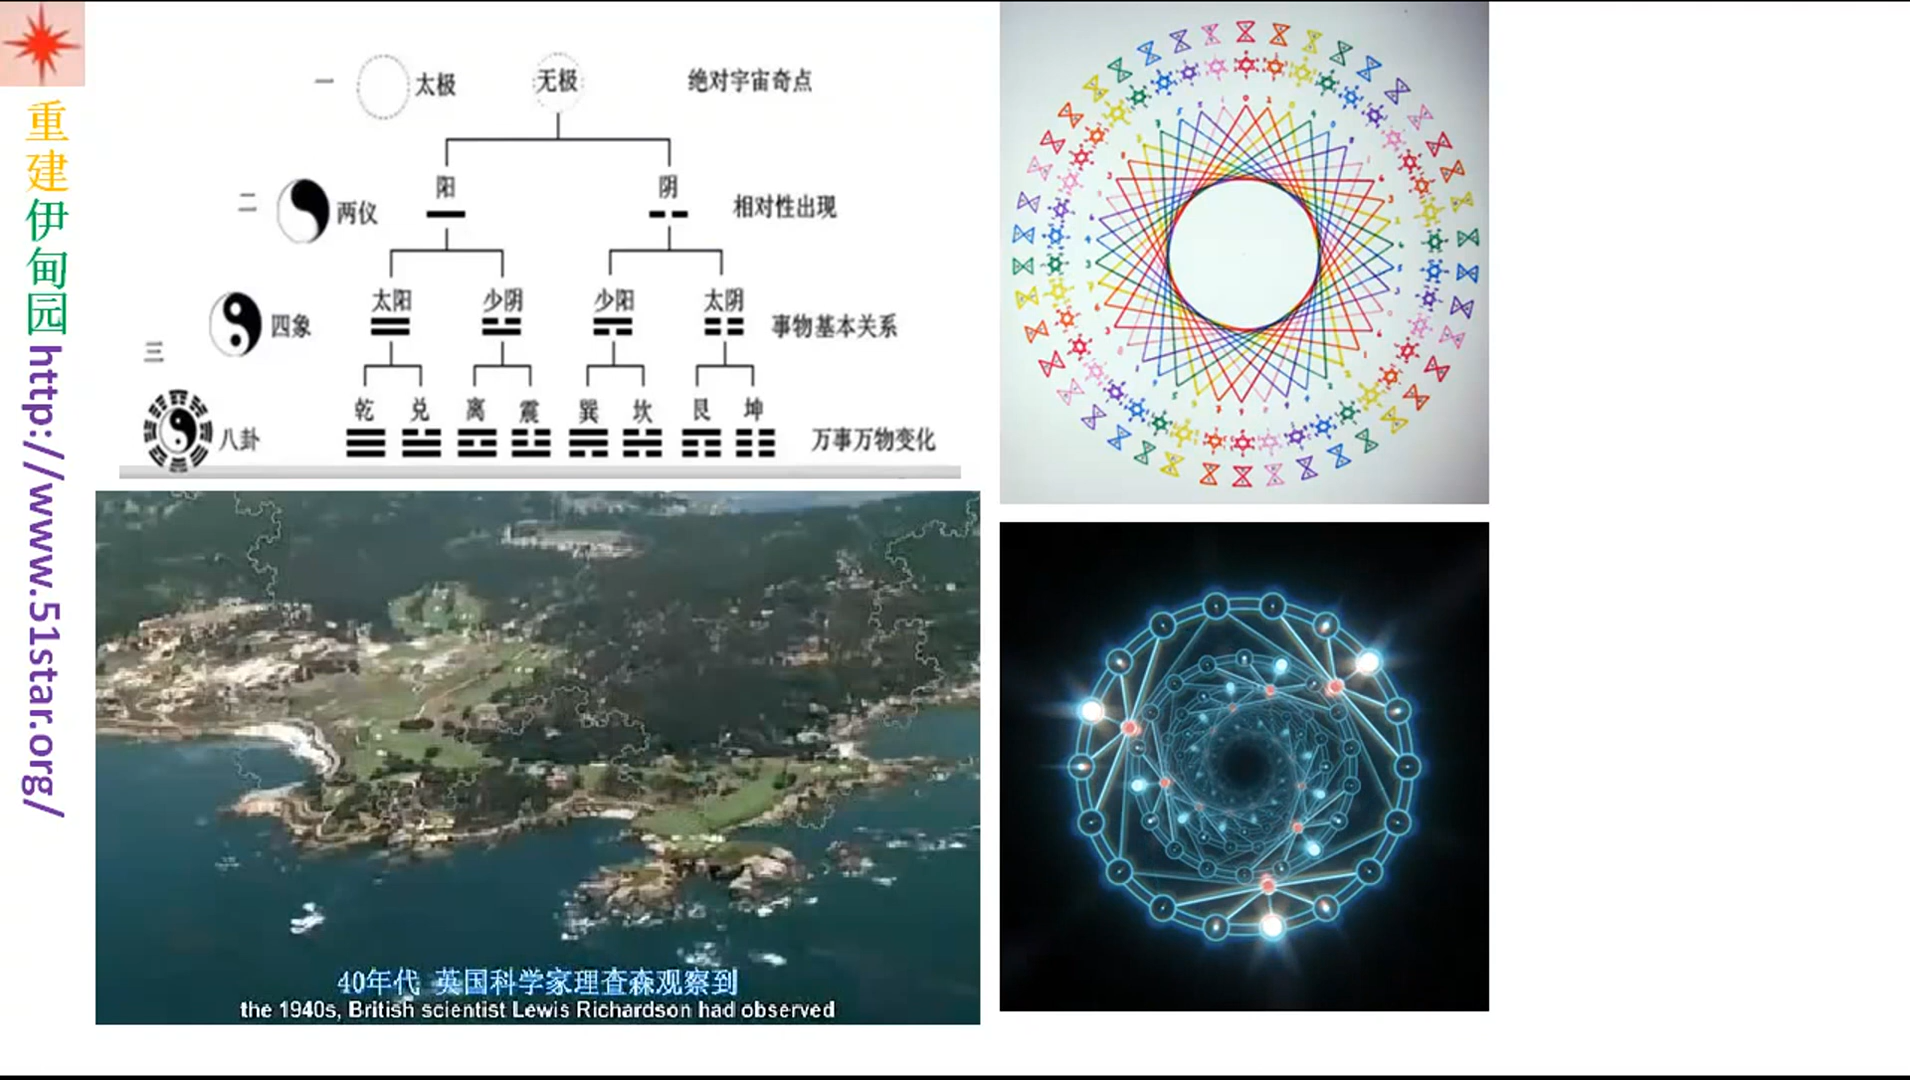 重建伊甸园 http://www.51star.org/
一 太极 无极 绝对宇宙奇点
阳 阴
二 两仪 相对性出现
太阳 少阴 少阳 太阴
四象 事物基本关系
三
乾 兑 离 震 巽 坎 艮 坤
八卦 万事万物变化
40年代 英国科学家理查森观察到
the 1940s, British scientist Lewis Richardson had observed